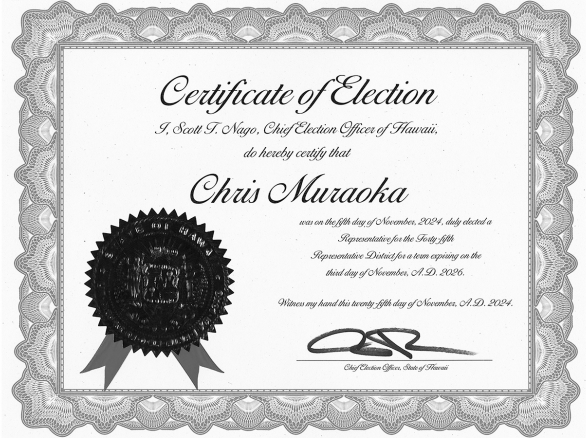 Certificate of Election
I, Scott T. Nago, Chief Election Officer of Hawaii,
do hereby certify that
Chris Muraoka
was on the fifth day of November, 2024, duly elected a
Representative for the Forty-fifth
Representative District for a term expiring on the
third day of November, A.D. 2026.
Witness my hand this twenty-fifth day of November, A.D. 2024.
Chief Election Officer, State of Hawaii